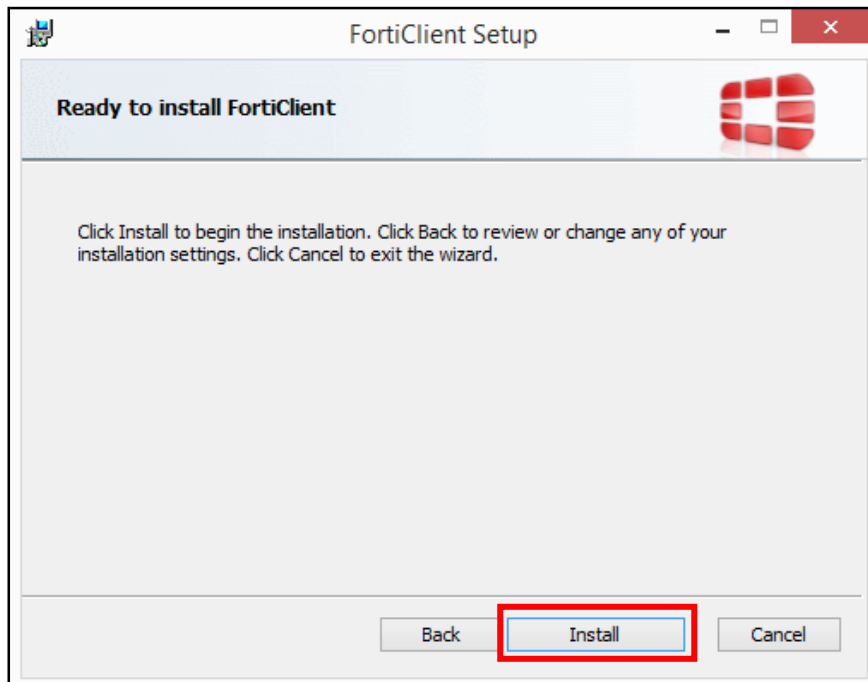 FortiClient Setup
Ready to install FortiClient
Click Install to begin the installation. Click Back to review or change any of your
installation settings. Click Cancel to exit the wizard.
Back Install Cancel